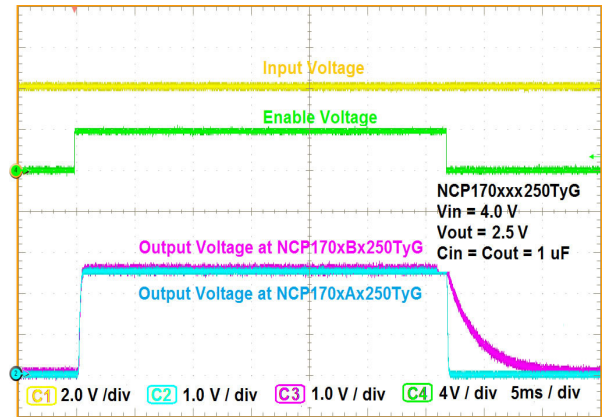 Input Voltage
Enable Voltage
NCP170xxx250TyG
Vin = 4.0 V
Vout = 2.5 V
Cin = Cout = 1 uF
Output Voltage at NCP170xBx250TyG
Output Voltage at NCP170xAx250TyG
C1 2.0 V /div C2 1.0 V / div C3 1.0 V / div C4 4V / div 5ms / div